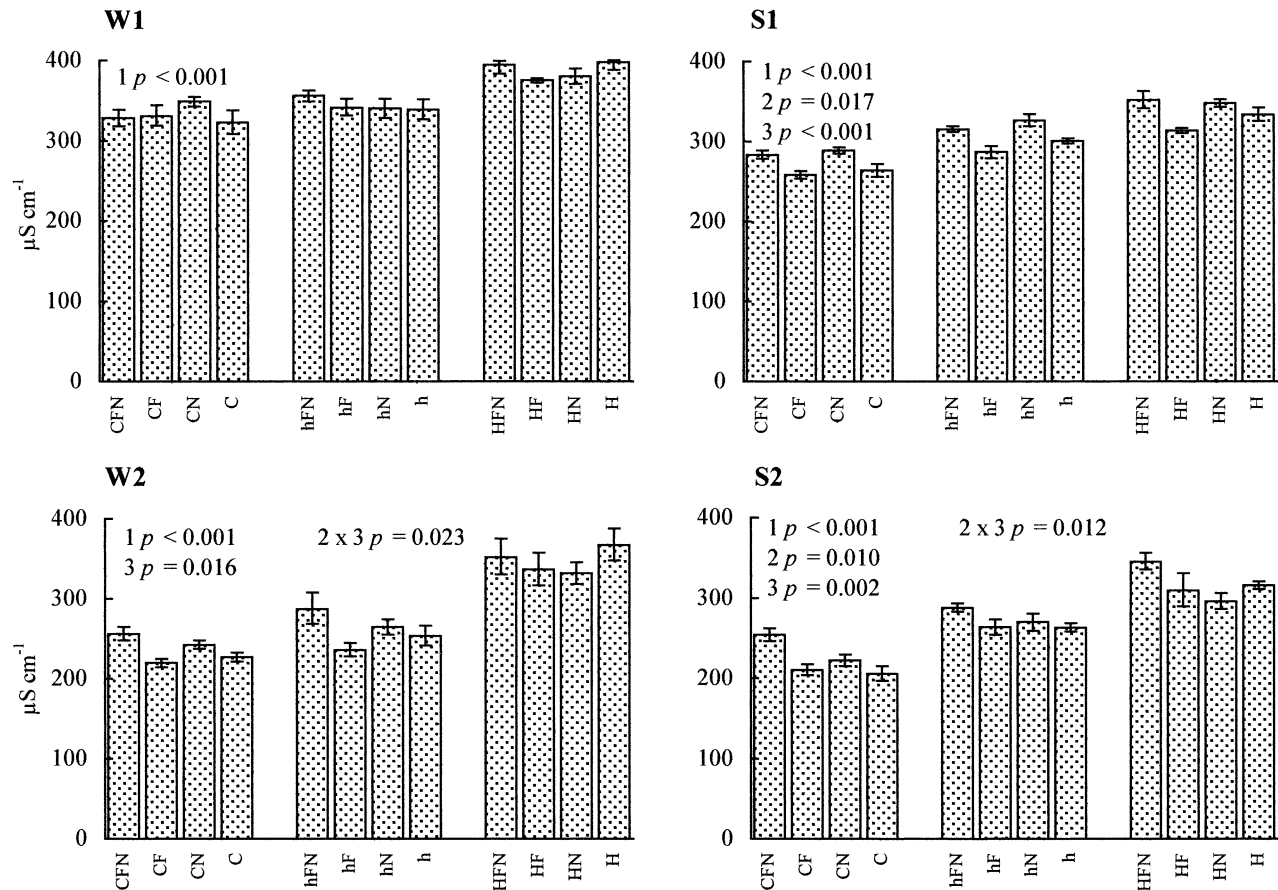 W1
400
300
200
100
0
µS cm-1
1 p < 0.001
CFN CF CN C hFN hF hN h HFN HF HN H
S1
400
300
200
100
0
1 p < 0.001
2 p = 0.017
3 p < 0.001
CFN CF CN C hFN hF hN h HFN HF HN H
W2
400
300
200
100
0
µS cm-1
1 p < 0.001
3 p = 0.016
2 x 3 p = 0.023
CFN CF CN C hFN hF hN h HFN HF HN H
S2
400
300
200
100
0
1 p < 0.001
2 p = 0.010
3 p = 0.002
2 x 3 p = 0.012
CFN CF CN C hFN hF hN h HFN HF HN H